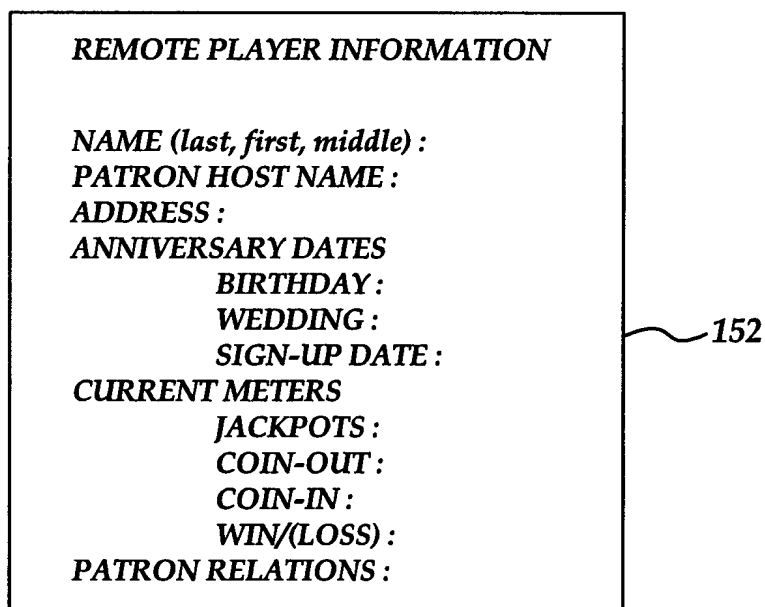 REMOTE PLAYER INFORMATION
NAME (last, first, middle) :
PATRON HOST NAME :
ADDRESS :
ANNIVERSARY DATES
BIRTHDAY :
WEDDING :
SIGN-UP DATE :
CURRENT METERS
JACKPOTS :
COIN-OUT :
COIN-IN :
WIN/(LOSS) :
PATRON RELATIONS :
152